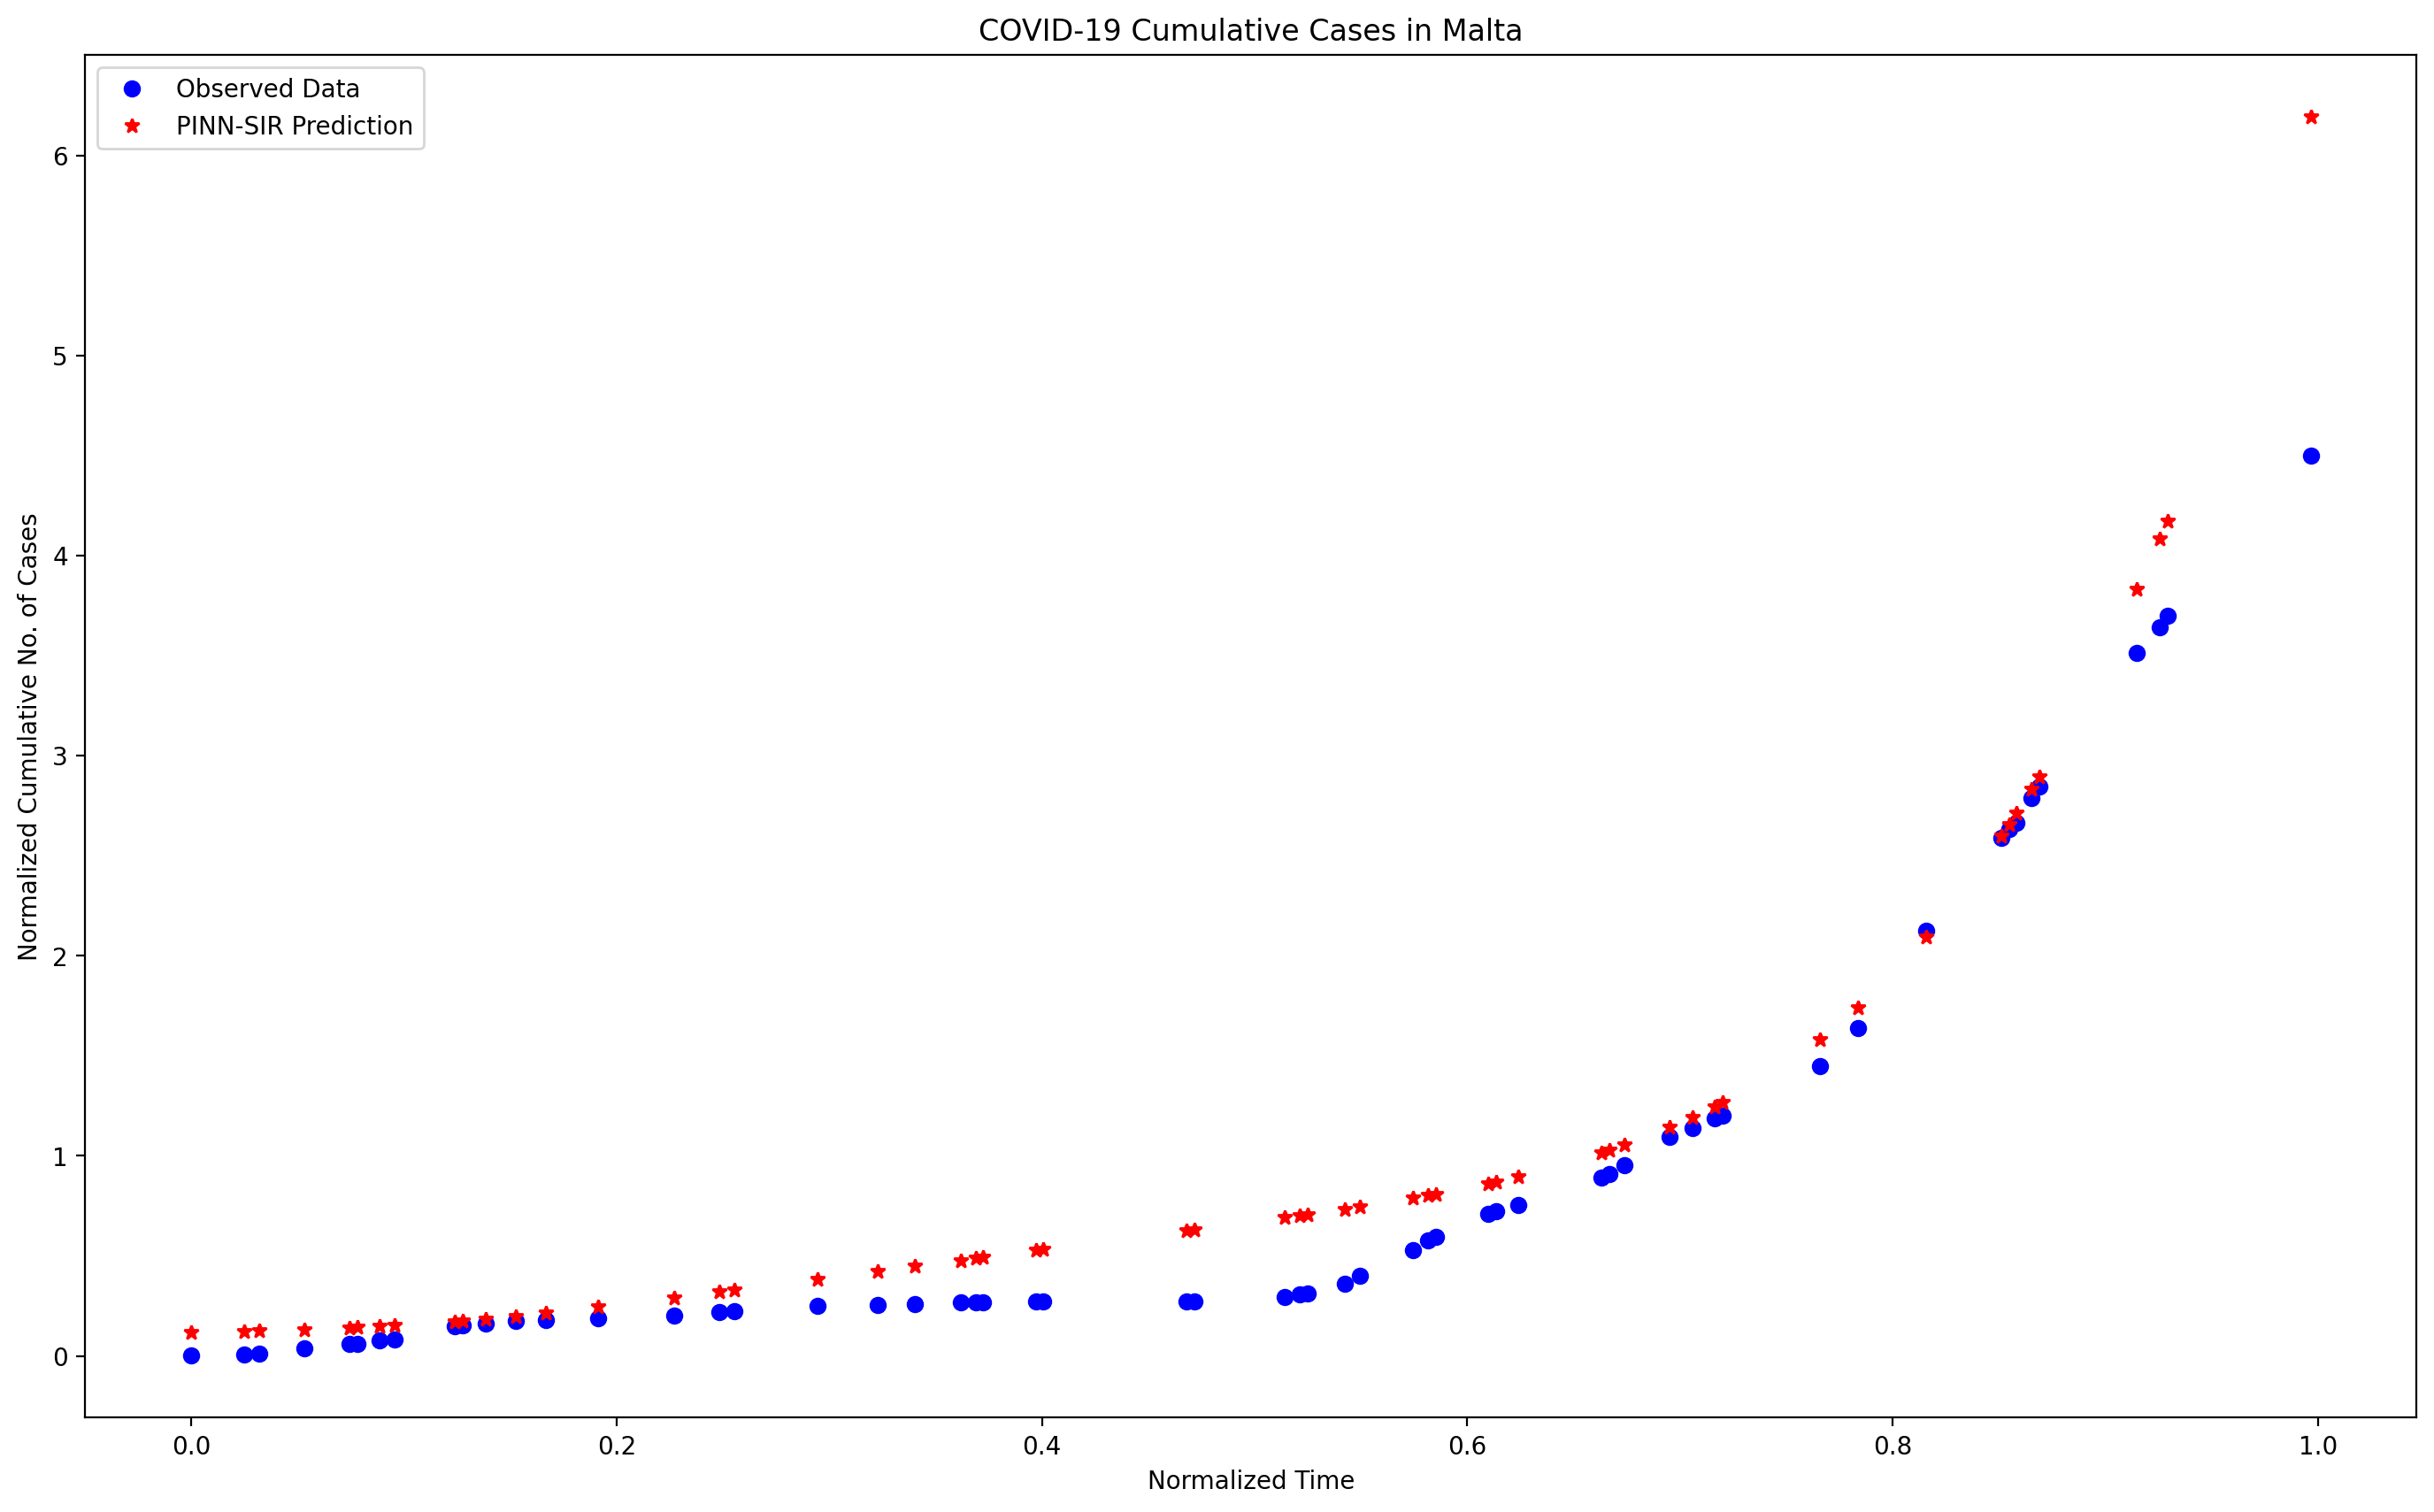 COVID-19 Cumulative Cases in Malta
Observed Data
PINN-SIR Prediction
Normalized Cumulative No. of Cases
6
5
4
3
2
1
0
0.0 0.2 0.4 0.6 0.8 1.0
Normalized Time